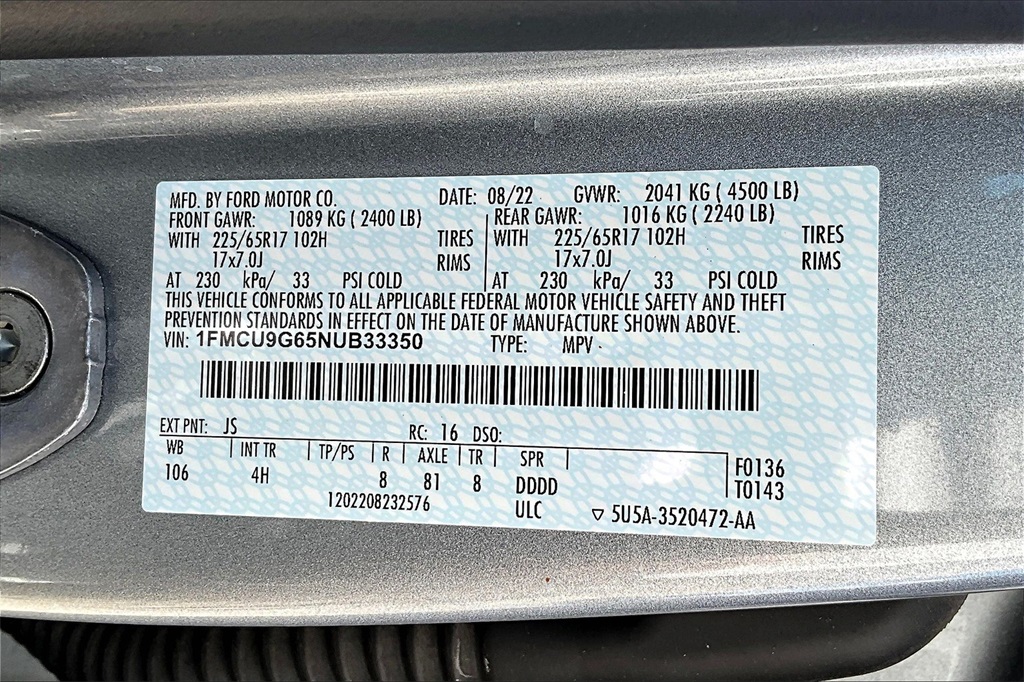 MFD. BY FORD MOTOR CO. DATE: 08/22 GVWR: 2041 KG ( 4500 LB)
FRONT GAWR: 1089 KG ( 2400 LB) REAR GAWR: 1016 KG ( 2240 LB)
WITH 225/65R17 102H TIRES WITH 225/65R17 102H TIRES
17x7.0J RIMS 17x7.0J RIMS
AT 230 kPa/ 33 PSI COLD AT 230 kPa/ 33 PSI COLD
THIS VEHICLE CONFORMS TO ALL APPLICABLE FEDERAL MOTOR VEHICLE SAFETY AND THEFT
PREVENTION STANDARDS IN EFFECT ON THE DATE OF MANUFACTURE SHOWN ABOVE.
VIN: 1FMCU9G65NUB33350 TYPE: MPV
EXT PNT: JS RC: 16 DSO:
WB INT TR TP/PS R AXLE TR SPR F0136
106 4H 8 81 8 DDDD T0143
1202208232576 ULC 5U5A-3520472-AA